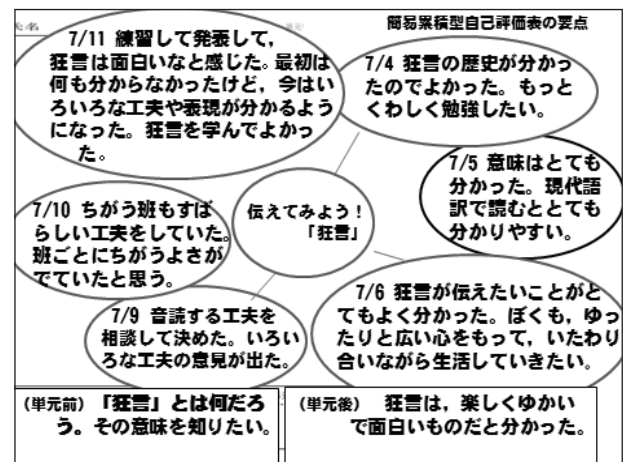 簡易累積型自己評価表の要点
7/11 練習して発表して，
狂言は面白いなと感じた。最初は
何も分からなかったけど，今はい
ろいろな工夫や表現が分かるよう
になった。狂言を学んでよかっ
た。
7/4 狂言の歴史が分かっ
たのでよかった。もっと
くわしく勉強したい。
7/5 意味はとても
分かった。現代語
訳で読むととても
分かりやすい。
伝えてみよう！
「狂言」
7/10 ちがう班もすば
らしい工夫をしていた。
班ごとにちがうよさが
でていたと思う。
7/6 狂言が伝えたいことがと
てもよく分かった。ぼくも，ゆっ
たりと広い心をもって，いたわり
合いながら生活していきたい。
7/9 音読する工夫を
相談して決めた。いろい
ろな工夫の意見が出た。
（単元前）「狂言」とは何だろ
う。その意味を知りたい。
（単元後） 狂言は，楽しくゆかい
で面白いものだと分かった。